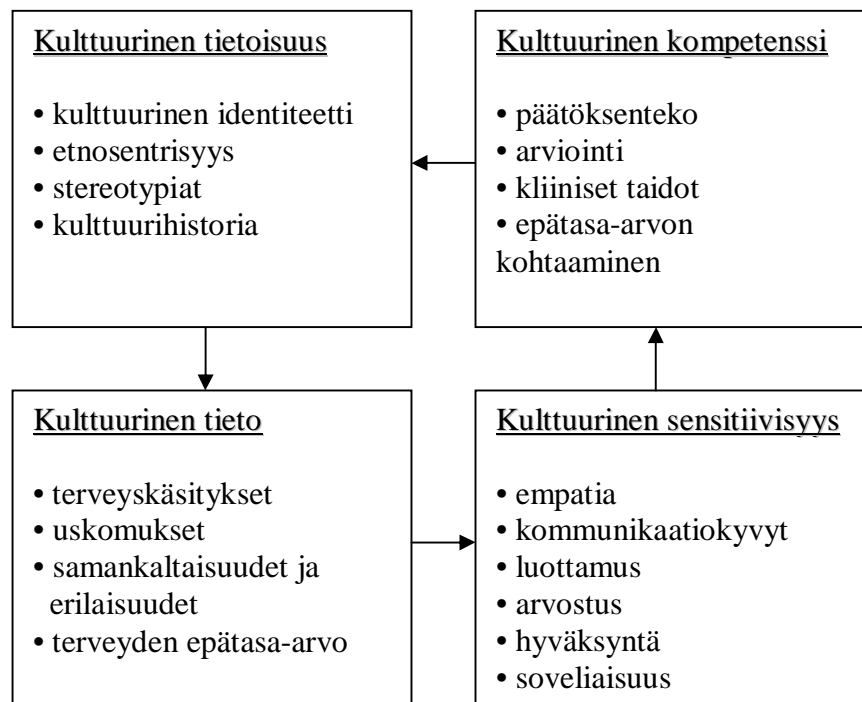 Kulttuurinen tietoisuus
• kulttuurinen identiteetti
• etnosentrisyys
• stereotypiat
• kulttuurihistoria
Kulttuurinen kompetenssi
• päätöksenteko
• arviointi
• kliiniset taidot
• epätasa-arvon
kohtaaminen
Kulttuurinen tieto
• terveyskäsitykset
• uskomukset
• samankaltaisuudet ja
erilaisuudet
• terveyden epätasa-arvo
Kulttuurinen sensitiivisyys
• empatia
• kommunikaatiokyvyt
• luottamus
• arvostus
• hyväksyntä
• soveliaisuus